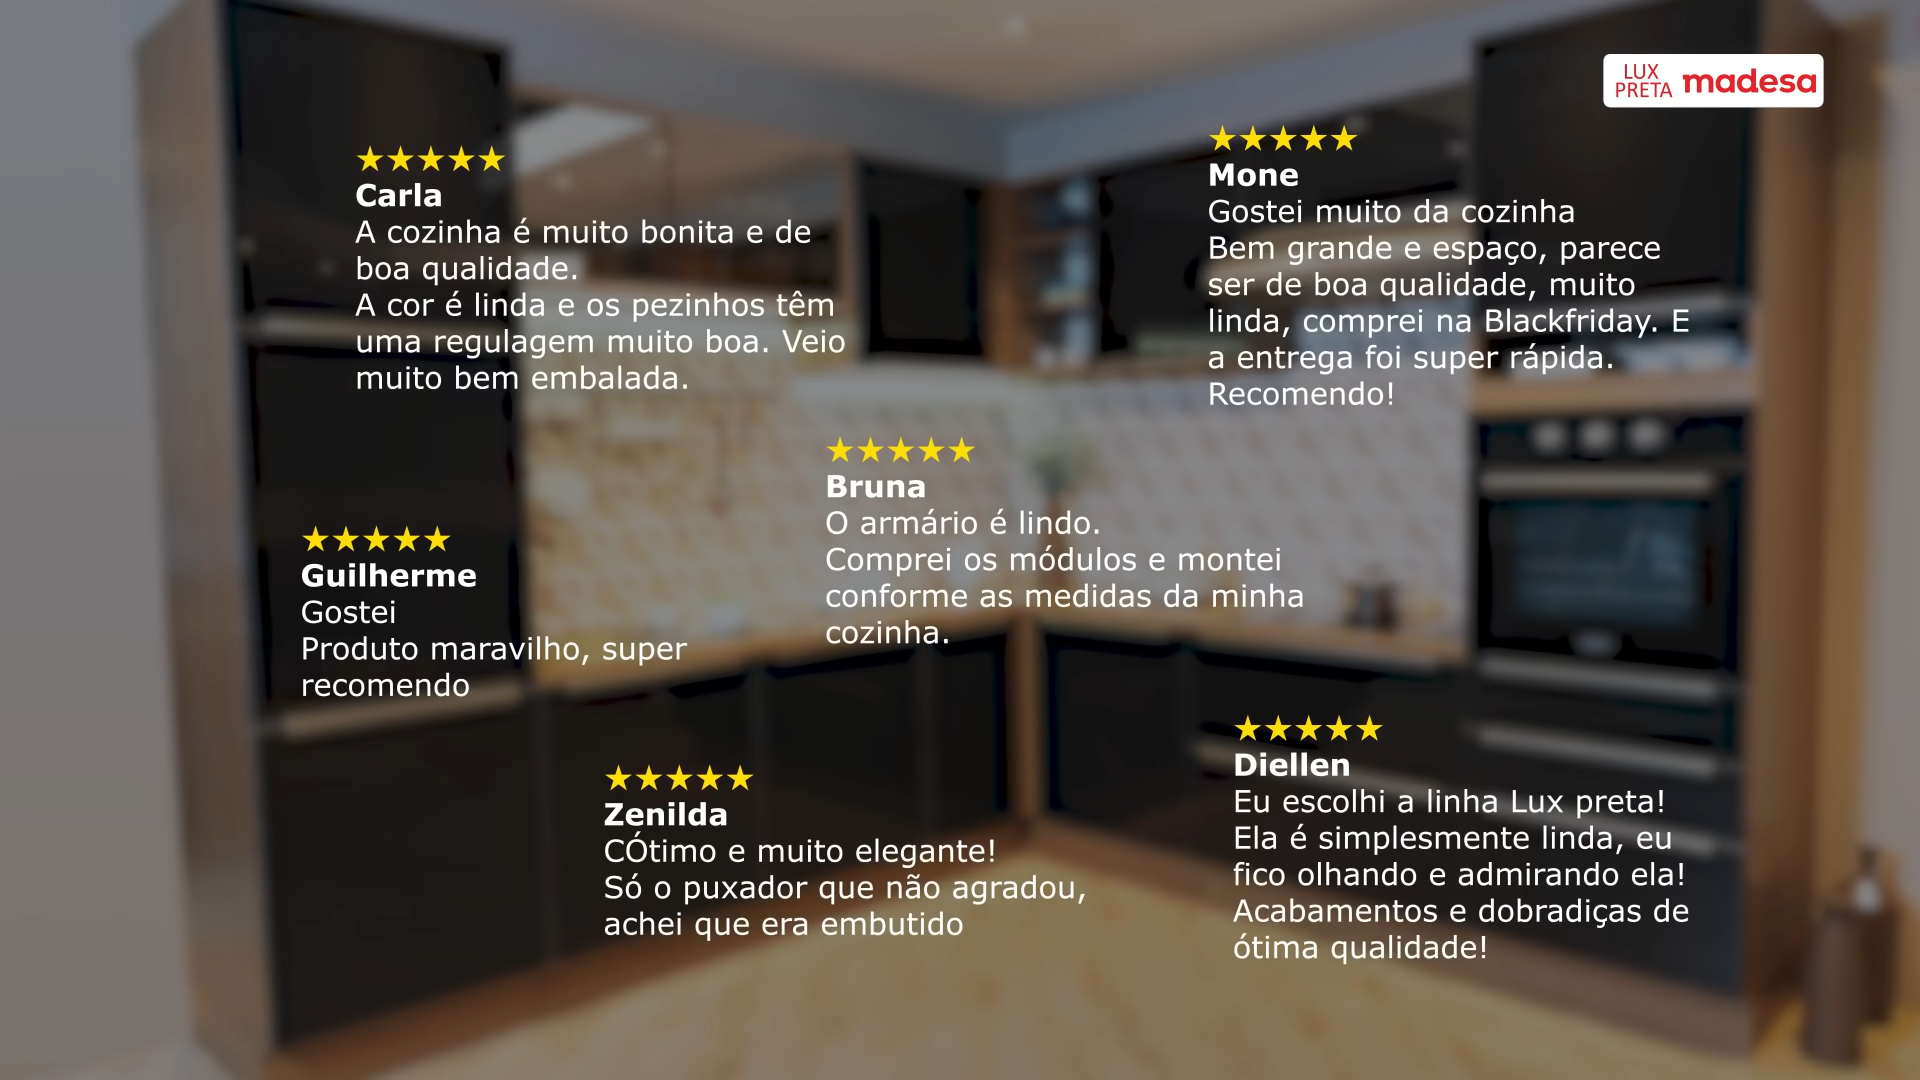 LUX
PRETA
madesa
★★★★★
Carla
A cozinha é muito bonita e de
boa qualidade.
A cor é linda e os pezinhos têm
uma regulagem muito boa. Veio
muito bem embalada.
★★★★★
Mone
Gostei muito da cozinha
Bem grande e espaço, parece
ser de boa qualidade, muito
linda, comprei na Blackfriday. E
a entrega foi super rápida.
Recomendo!
★★★★★
Bruna
O armário é lindo.
Comprei os módulos e montei
conforme as medidas da minha
cozinha.
★★★★★
Guilherme
Gostei
Produto maravilho, super
recomendo
★★★★★
Zenilda
CÓtimo e muito elegante!
Só o puxador que não agradou,
achei que era embutido
★★★★★
Diellen
Eu escolhi a linha Lux preta!
Ela é simplesmente linda, eu
fico olhando e admirando ela!
Acabamentos e dobradiças de
ótima qualidade!